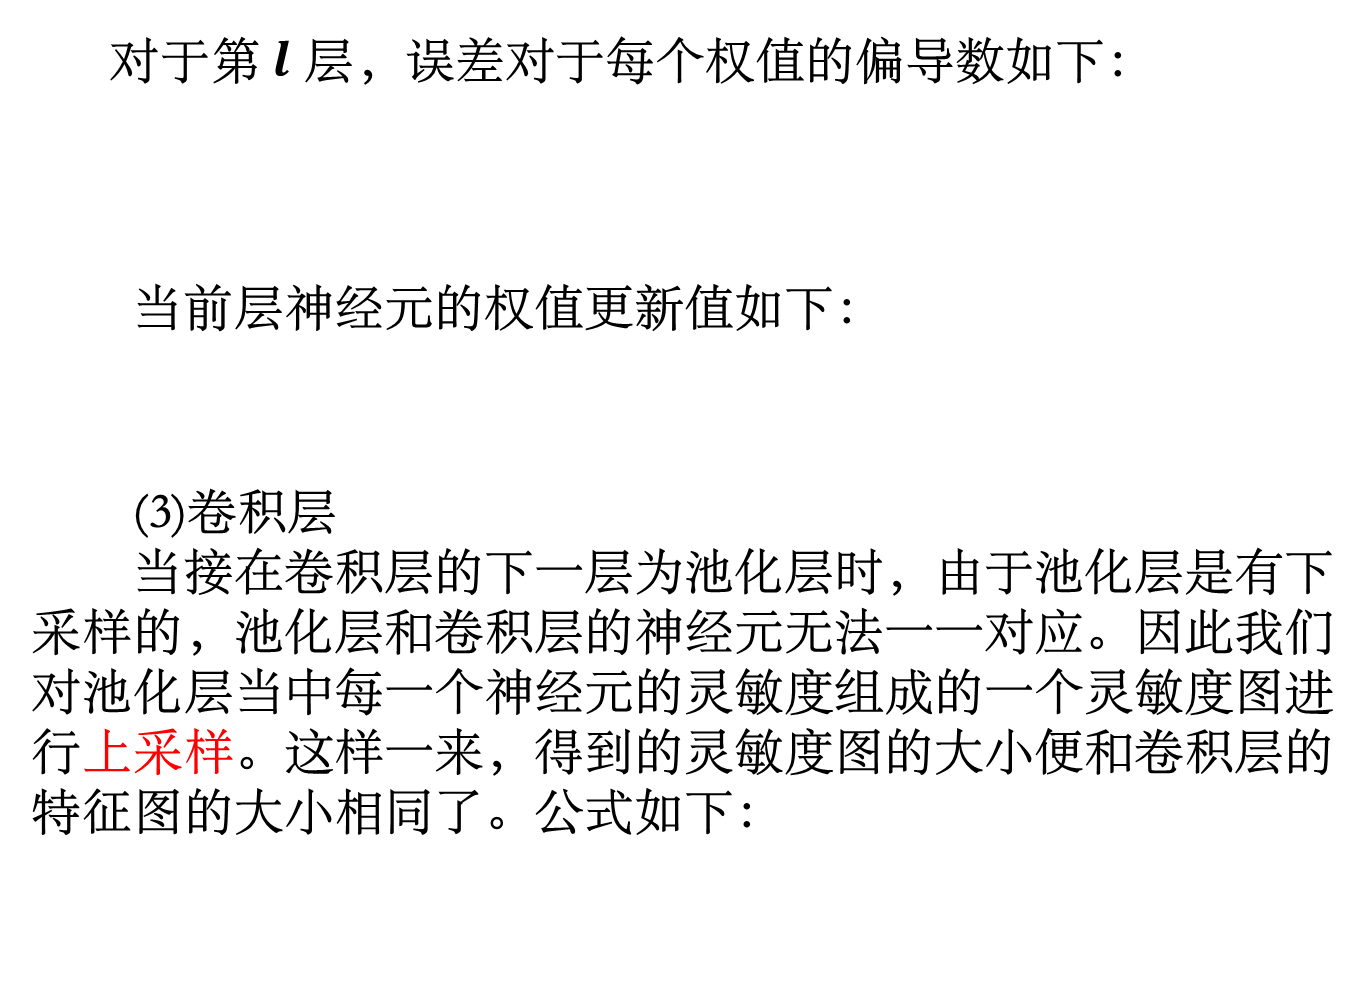 对于第 l 层，误差对于每个权值的偏导数如下：
当前层神经元的权值更新值如下：
(3)卷积层
当接在卷积层的下一层为池化层时，由于池化层是有下
采样的，池化层和卷积层的神经元无法一一对应。因此我们
对池化层当中每一个神经元的灵敏度组成的一个灵敏度图进
行上采样。这样一来，得到的灵敏度图的大小便和卷积层的
特征图的大小相同了。公式如下：